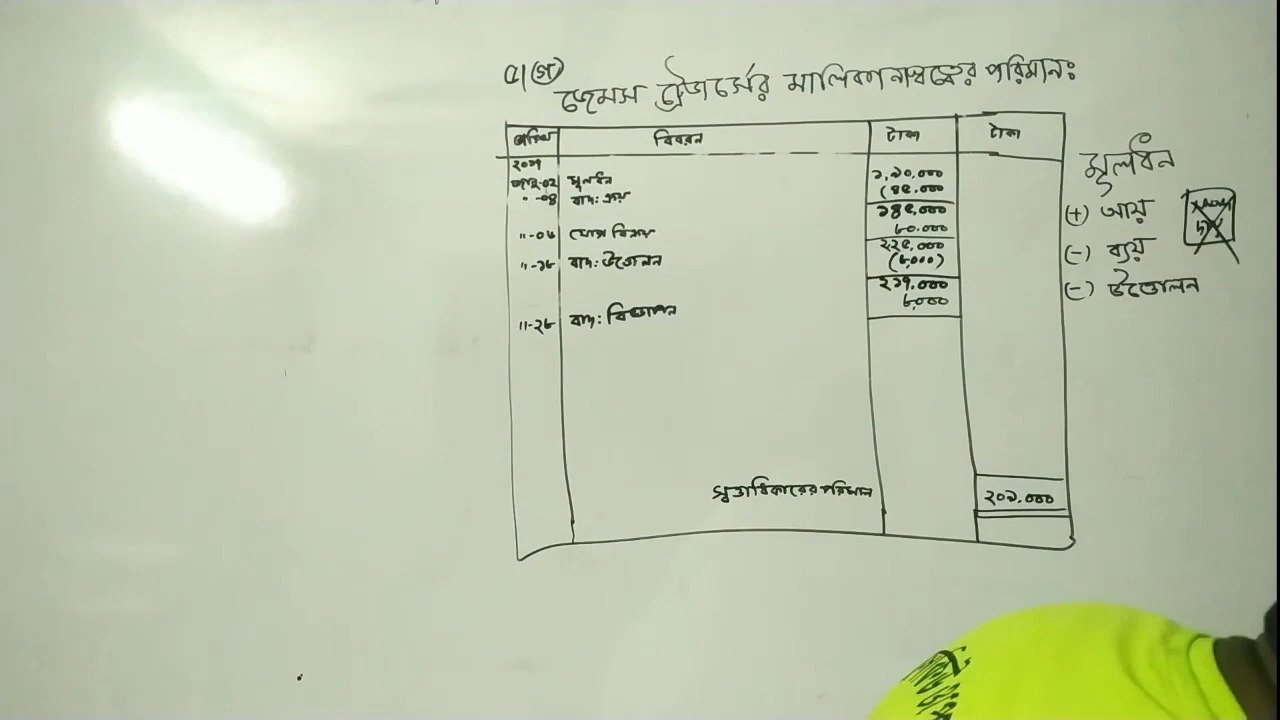 ৫।(গ)
জেমস ট্রেডার্সের মালিকানাস্বত্বের পরিমানঃ
তারিখ বিবরন টাকা টাকা
২০১৭
জানু-০২ মূলধন ১,৯০,০০০
"-০৪ বাদ: ক্রয় (৪৫.০০০
১৪৫,০০০
"-০৬ যোগ বিক্রয় ৮০.০০০
২২৫,০০০
"-১৮ বাদ: উত্তোলন (৮,০০০)
২১৭.০০০
"-২৮ বাদ: বিজ্ঞাপন ৮,০০০
স্বত্তাধিকারের পরিমান ২০৯.০০০
মূলধন
(+) আয়
(-) ব্যয়
(-) উত্তোলন